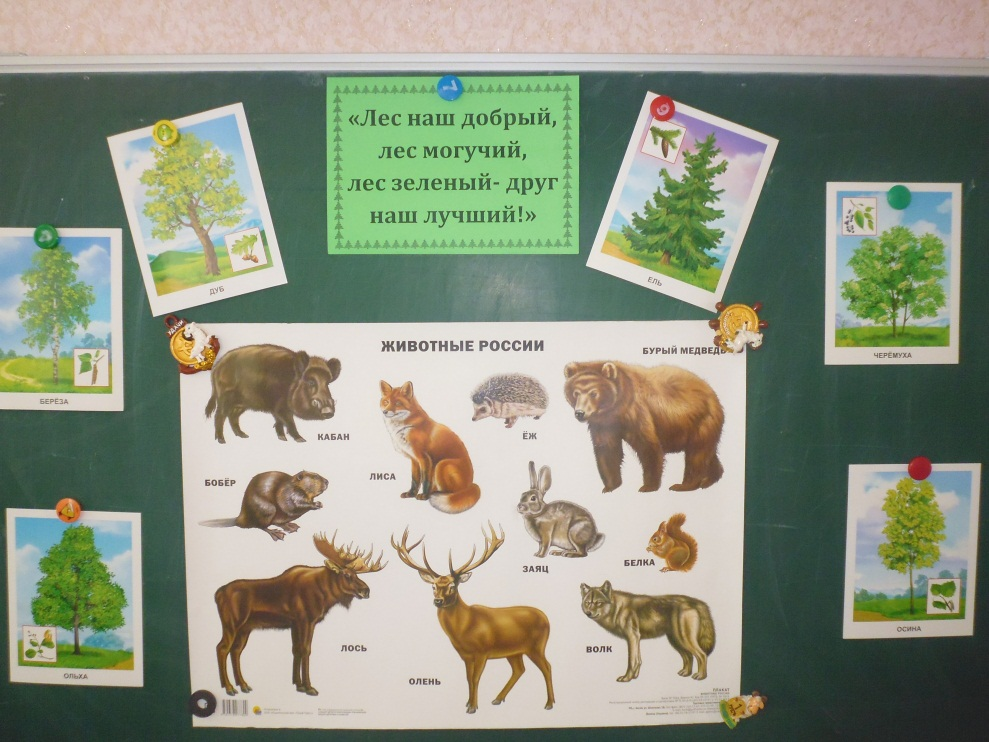 «Лес наш добрый,
лес могучий,
лес зеленый- друг
наш лучший!»
ДУБ
ЕЛЬ
БЕРЁЗА
ЧЕРЁМУХА
ЖИВОТНЫЕ РОССИИ
БУРЫЙ МЕДВЕДЬ
КАБАН
ЁЖ
ЛИСА
БОБЁР
ЗАЯЦ
БЕЛКА
ЛОСЬ
ОЛЕНЬ
ВОЛК
ОЛЬХА
ОСИНА